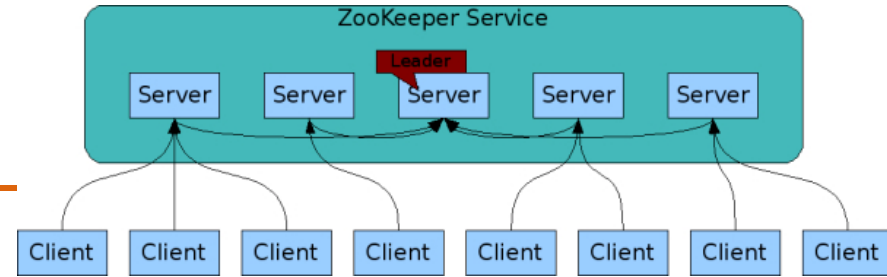 ZooKeeper Service
Leader
Server Server Server Server Server
Client Client Client Client Client Client Client Client